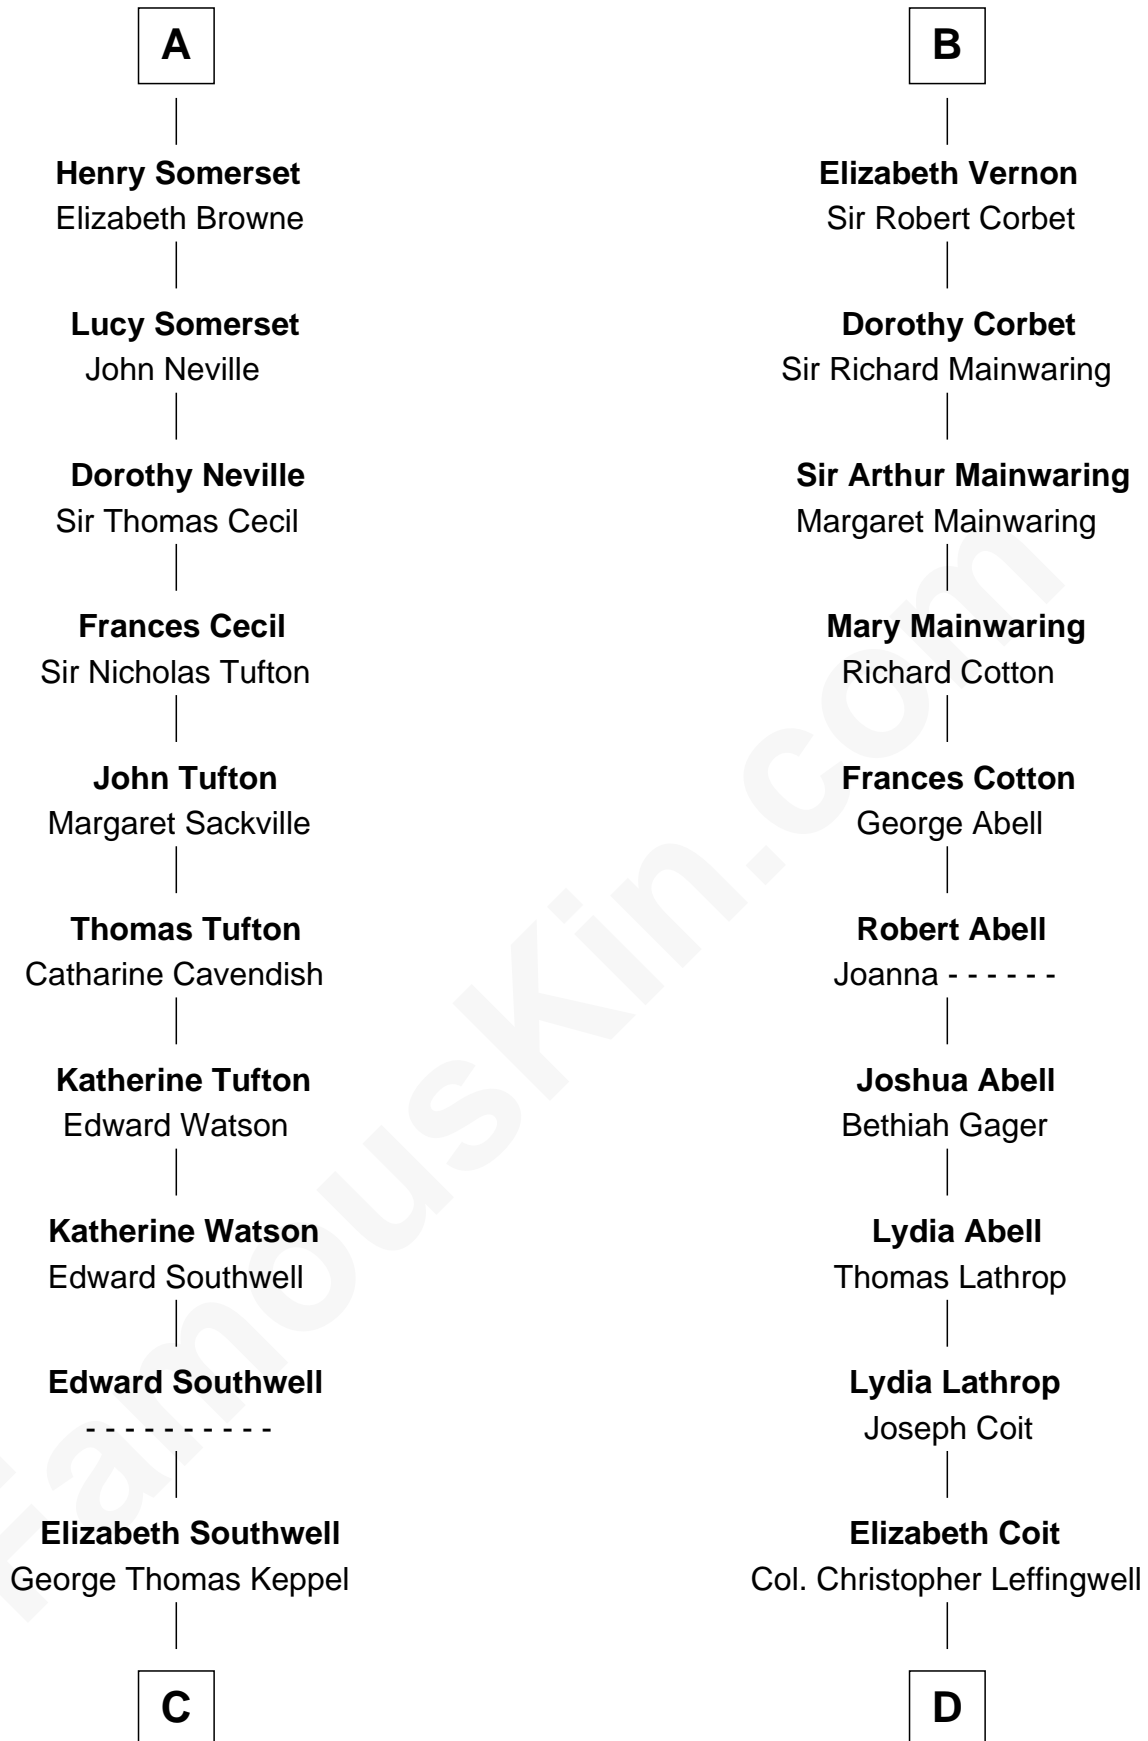 A
Henry Somerset
Elizabeth Browne
Lucy Somerset
John Neville
Dorothy Neville
Sir Thomas Cecil
Frances Cecil
Sir Nicholas Tufton
John Tufton
Margaret Sackville
Thomas Tufton
Catharine Cavendish
Katherine Tufton
Edward Watson
Katherine Watson
Edward Southwell
Edward Southwell
- - - - - - - - - -
Elizabeth Southwell
George Thomas Keppel
C
B
Elizabeth Vernon
Sir Robert Corbet
Dorothy Corbet
Sir Richard Mainwaring
Sir Arthur Mainwaring
Margaret Mainwaring
Mary Mainwaring
Richard Cotton
Frances Cotton
George Abell
Robert Abell
Joanna - - - - - -
Joshua Abell
Bethiah Gager
Lydia Abell
Thomas Lathrop
Lydia Lathrop
Joseph Coit
Elizabeth Coit
Col. Christopher Leffingwell
D
FamousKin.com